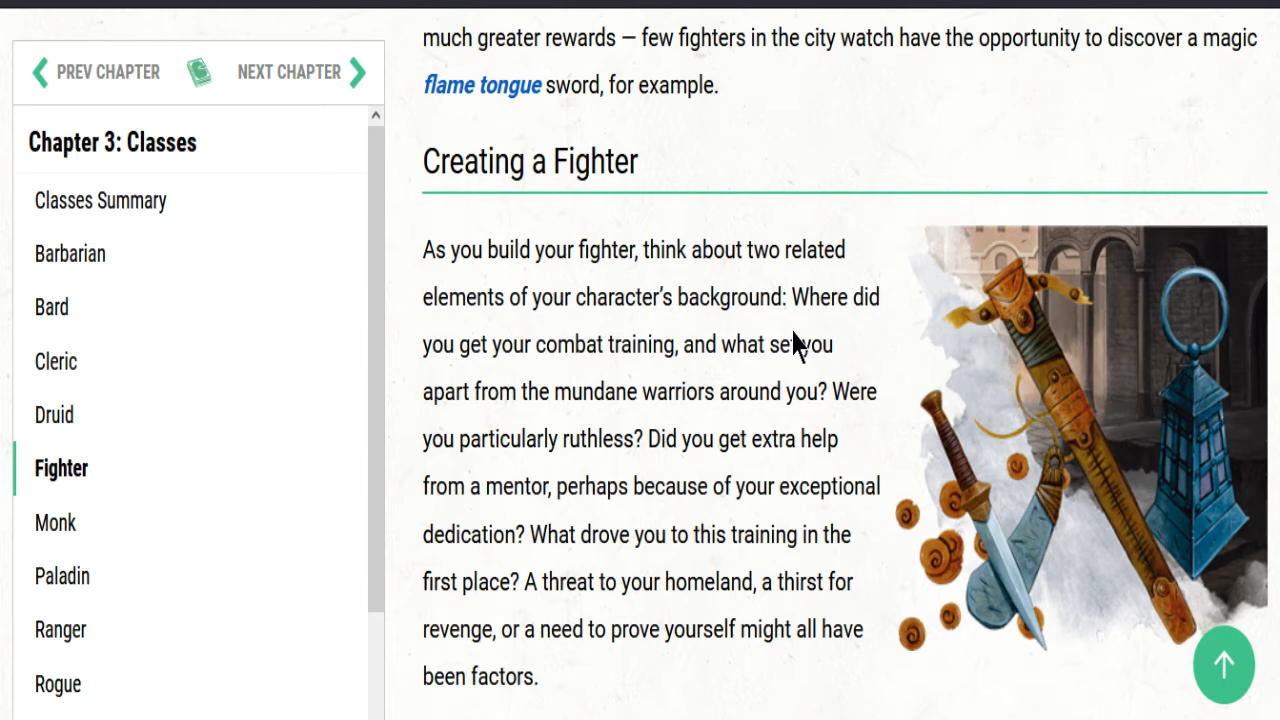 PREV CHAPTER
NEXT CHAPTER
Chapter 3: Classes
Classes Summary
Barbarian
Bard
Cleric
Druid
Fighter
Monk
Paladin
Ranger
Rogue
much greater rewards — few fighters in the city watch have the opportunity to discover a magic
flame tongue sword, for example.
Creating a Fighter
As you build your fighter, think about two related
elements of your character’s background: Where did
you get your combat training, and what set you
apart from the mundane warriors around you? Were
you particularly ruthless? Did you get extra help
from a mentor, perhaps because of your exceptional
dedication? What drove you to this training in the
first place? A threat to your homeland, a thirst for
revenge, or a need to prove yourself might all have
been factors.